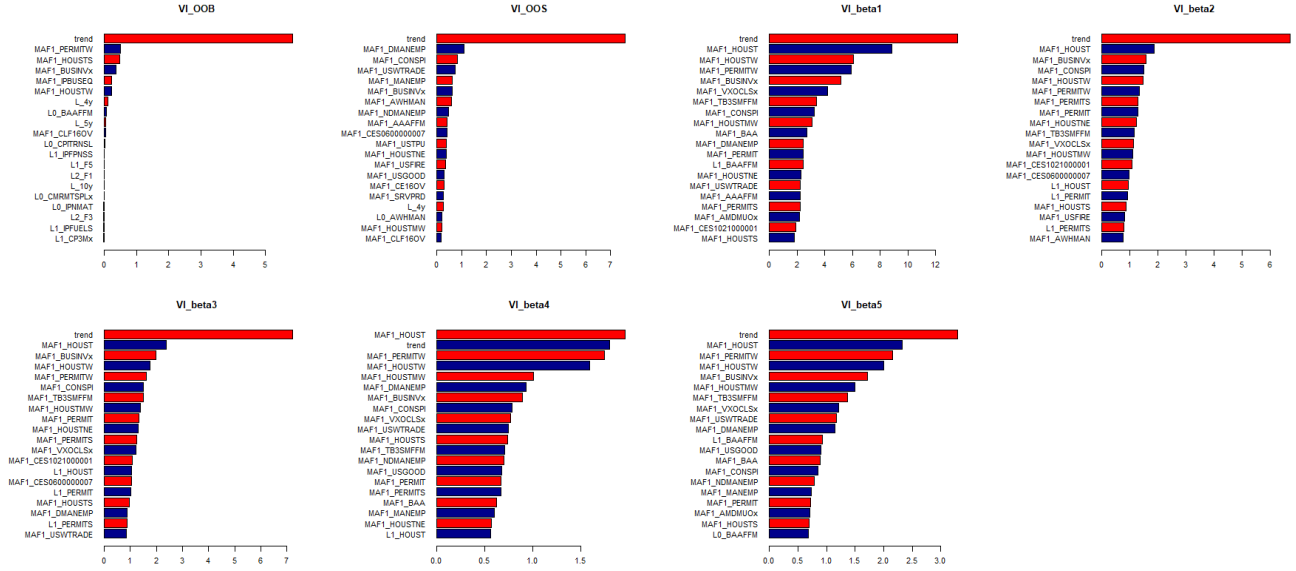 VI_OOB
trend
MAF1_PERMITW
MAF1_HOUSTS
MAF1_BUSINVx
MAF1_IPBUSEQ
MAF1_HOUSTW
L_4y
L0_BAAFFM
L_5y
MAF1_CLF16OV
L0_CPITRNSL
L1_IPFPNSS
L1_F5
L2_F1
L_10y
L0_CMRMTSPLx
L0_IPNMAT
L2_F3
L1_IPFUELS
L1_CP3Mx
0 1 2 3 4 5
VI_OOS
trend
MAF1_DMANEMP
MAF1_CONSPI
MAF1_USWTRADE
MAF1_MANEMP
MAF1_BUSINVx
MAF1_AWHMAN
MAF1_NDMANEMP
MAF1_AAAFFM
MAF1_CES0600000007
MAF1_USTPU
MAF1_HOUSTNE
MAF1_USFIRE
MAF1_USGOOD
MAF1_CE16OV
MAF1_SRVPRD
L_4y
L0_AWHMAN
MAF1_HOUSTMW
MAF1_CLF16OV
0 1 2 3 4 5 6 7
VI_beta1
trend
MAF1_HOUST
MAF1_HOUSTW
MAF1_PERMITW
MAF1_BUSINVx
MAF1_VXOCLSx
MAF1_TB3SMFFM
MAF1_CONSPI
MAF1_HOUSTMW
MAF1_BAA
MAF1_DMANEMP
MAF1_PERMIT
L1_BAAFFM
MAF1_HOUSTNE
MAF1_USWTRADE
MAF1_AAAFFM
MAF1_PERMITS
MAF1_AMDMUOx
MAF1_CES1021000001
MAF1_HOUSTS
0 2 4 6 8 10 12
VI_beta2
trend
MAF1_HOUST
MAF1_BUSINVx
MAF1_CONSPI
MAF1_HOUSTW
MAF1_PERMITW
MAF1_PERMITS
MAF1_PERMIT
MAF1_HOUSTNE
MAF1_TB3SMFFM
MAF1_VXOCLSx
MAF1_HOUSTMW
MAF1_CES1021000001
MAF1_CES0600000007
L1_HOUST
L1_PERMIT
MAF1_HOUSTS
MAF1_USFIRE
L1_PERMITS
MAF1_AWHMAN
0 1 2 3 4 5 6
VI_beta3
trend
MAF1_HOUST
MAF1_BUSINVx
MAF1_HOUSTW
MAF1_PERMITW
MAF1_CONSPI
MAF1_TB3SMFFM
MAF1_HOUSTMW
MAF1_PERMIT
MAF1_HOUSTNE
MAF1_PERMITS
MAF1_VXOCLSx
MAF1_CES1021000001
L1_HOUST
MAF1_CES0600000007
L1_PERMIT
MAF1_HOUSTS
MAF1_DMANEMP
L1_PERMITS
MAF1_USWTRADE
0 1 2 3 4 5 6 7
VI_beta4
MAF1_HOUST
trend
MAF1_PERMITW
MAF1_HOUSTW
MAF1_HOUSTMW
MAF1_DMANEMP
MAF1_BUSINVx
MAF1_CONSPI
MAF1_VXOCLSx
MAF1_USWTRADE
MAF1_HOUSTS
MAF1_TB3SMFFM
MAF1_NDMANEMP
MAF1_USGOOD
MAF1_PERMIT
MAF1_PERMITS
MAF1_BAA
MAF1_MANEMP
MAF1_HOUSTNE
L1_HOUST
0.0 0.5 1.0 1.5
VI_beta5
trend
MAF1_HOUST
MAF1_PERMITW
MAF1_HOUSTW
MAF1_BUSINVx
MAF1_HOUSTMW
MAF1_TB3SMFFM
MAF1_VXOCLSx
MAF1_USWTRADE
MAF1_DMANEMP
L1_BAAFFM
MAF1_USGOOD
MAF1_BAA
MAF1_CONSPI
MAF1_NDMANEMP
MAF1_MANEMP
MAF1_PERMIT
MAF1_AMDMUOx
MAF1_HOUSTS
L0_BAAFFM
0.0 0.5 1.0 1.5 2.0 2.5 3.0